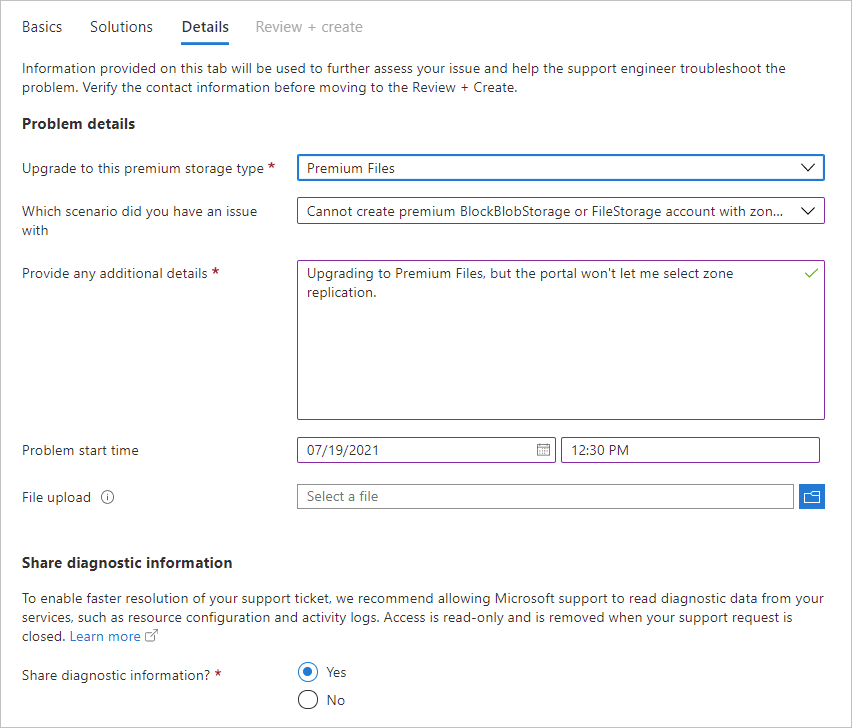 Basics Solutions Details Review + create
Information provided on this tab will be used to further assess your issue and help the support engineer troubleshoot the
problem. Verify the contact information before moving to the Review + Create.
Problem details
Upgrade to this premium storage type * Premium Files
Which scenario did you have an issue
with
Cannot create premium BlockBlobStorage or FileStorage account with zon...
Provide any additional details *
Upgrading to Premium Files, but the portal won't let me select zone
replication.
Problem start time 07/19/2021 12:30 PM
File upload Select a file
Share diagnostic information
To enable faster resolution of your support ticket, we recommend allowing Microsoft support to read diagnostic data from your
services, such as resource configuration and activity logs. Access is read-only and is removed when your support request is
closed. Learn more
Share diagnostic information? * Yes
No